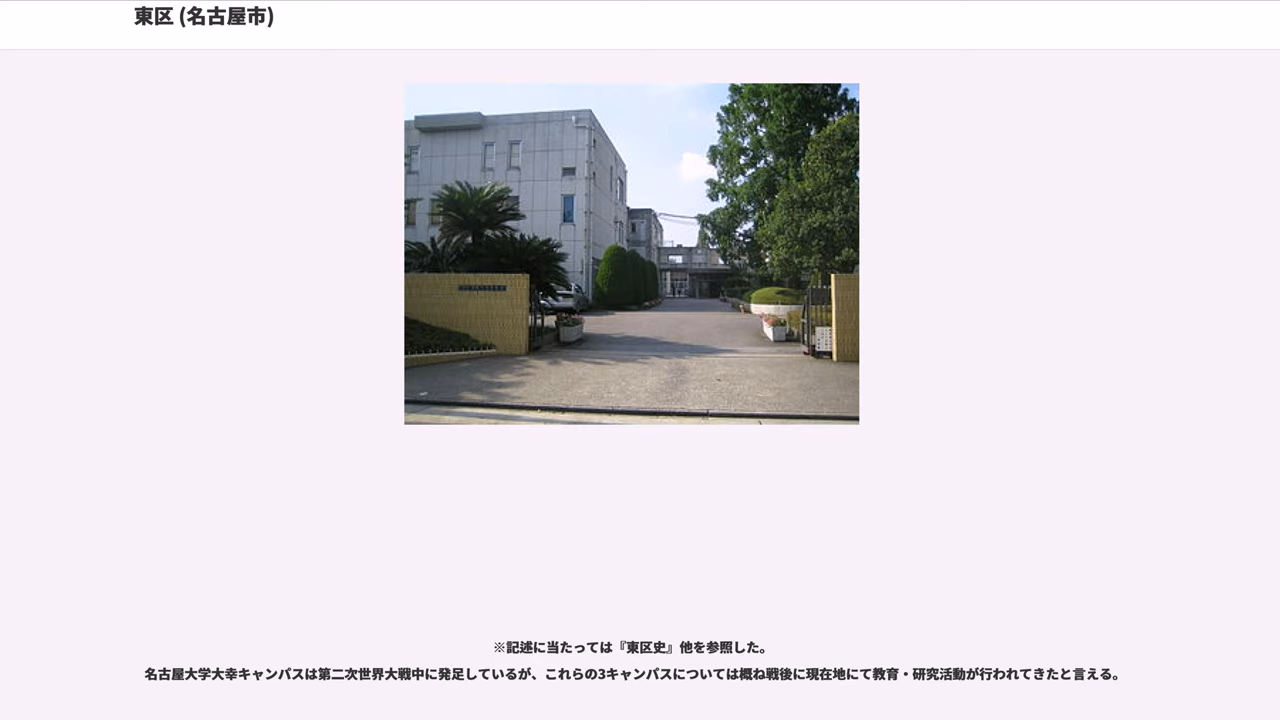 東区 (名古屋市)
※記述に当たっては『東区史』他を参照した。
名古屋大学大幸キャンパスは第二次世界大戦中に発足しているが、これらの3キャンパスについては概ね戦後に現在地にて教育・研究活動が行われてきたと言える。